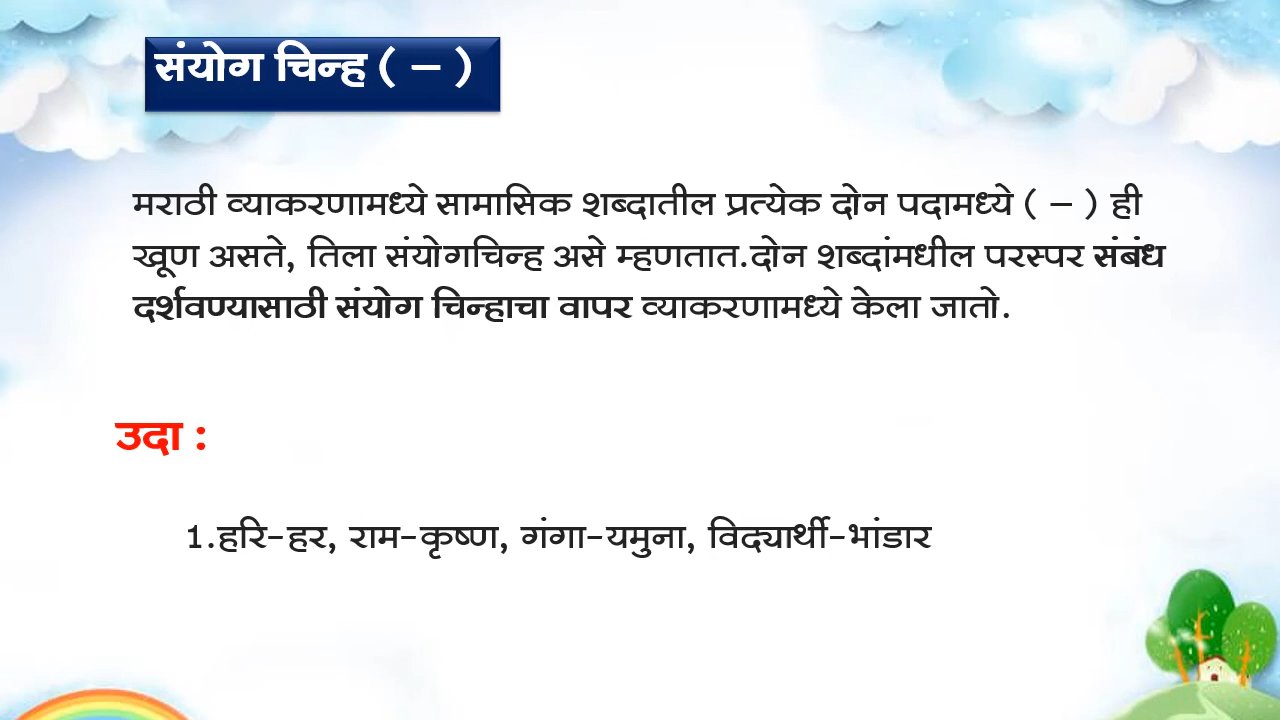 संयोग चिन्ह ( – )
मराठी व्याकरणामध्ये सामासिक शब्दातील प्रत्येक दोन पदामध्ये ( – ) ही
खूण असते, तिला संयोगचिन्ह असे म्हणतात.दोन शब्दांमधील परस्पर संबंध
दर्शवण्यासाठी संयोग चिन्हाचा वापर व्याकरणामध्ये केला जातो.
उदा :
1.हरि-हर, राम-कृष्ण, गंगा-यमुना, विद्यार्थी-भांडार